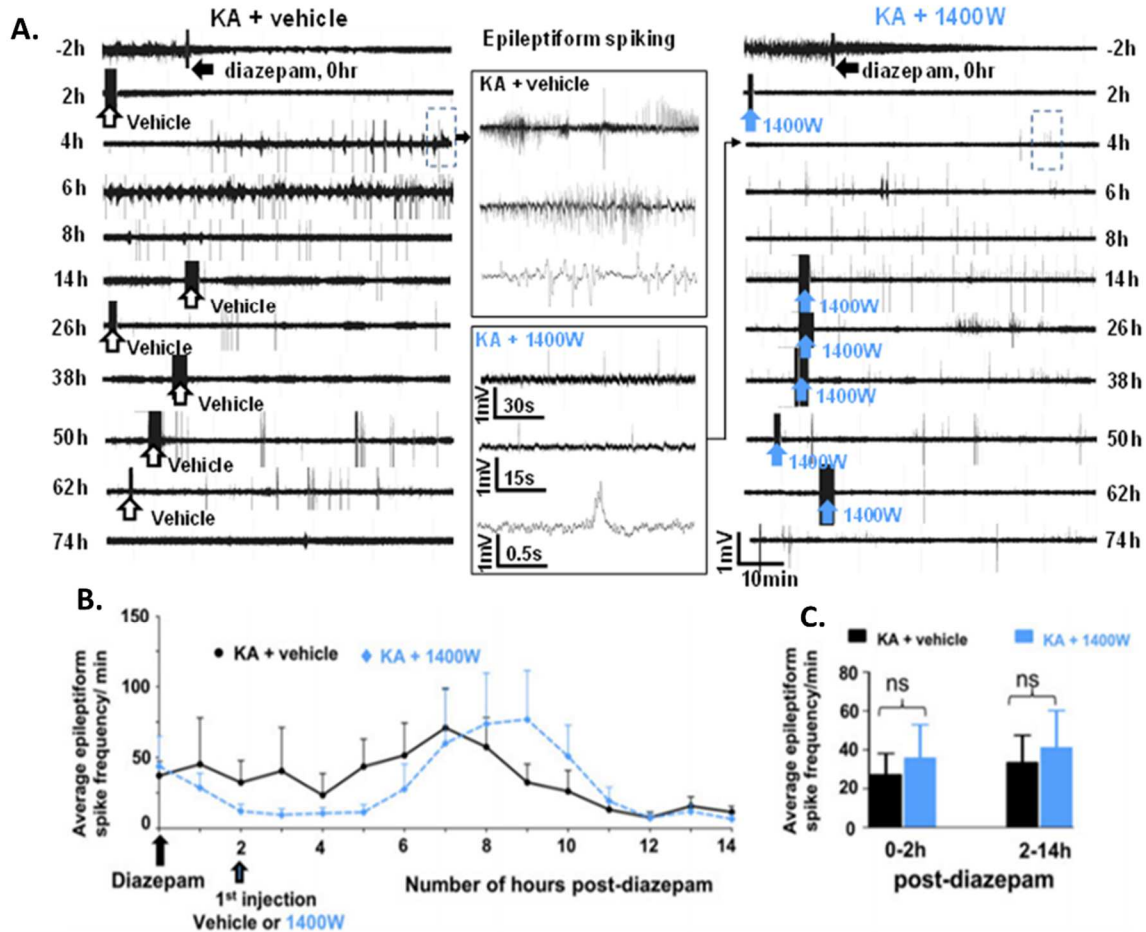 A.
KA + vehicle
-2h
diazepam, 0hr
2h
Vehicle
4h
6h
8h
14h
Vehicle
26h
Vehicle
38h
Vehicle
50h
Vehicle
62h
Vehicle
74h
Epileptiform spiking
KA + vehicle
KA + 1400W
1mV
30s
1mV
15s
1mV
0.5s
KA + 1400W
-2h
diazepam, 0hr
2h
1400W
4h
6h
8h
14h
1400W
26h
1400W
38h
1400W
50h
1400W
62h
1400W
74h
1mV
10min
B.
Average epileptiform
spike frequency/ min
150
100
50
0
KA + vehicle
KA + 1400W
0 2 4 6 8 10 12 14
Diazepam
1st injection
Vehicle or 1400W
Number of hours post-diazepam
C.
KA + vehicle
KA + 1400W
Average epileptiform
spike frequency/min
80
60
40
20
0
ns
ns
0-2h
2-14h
post-diazepam